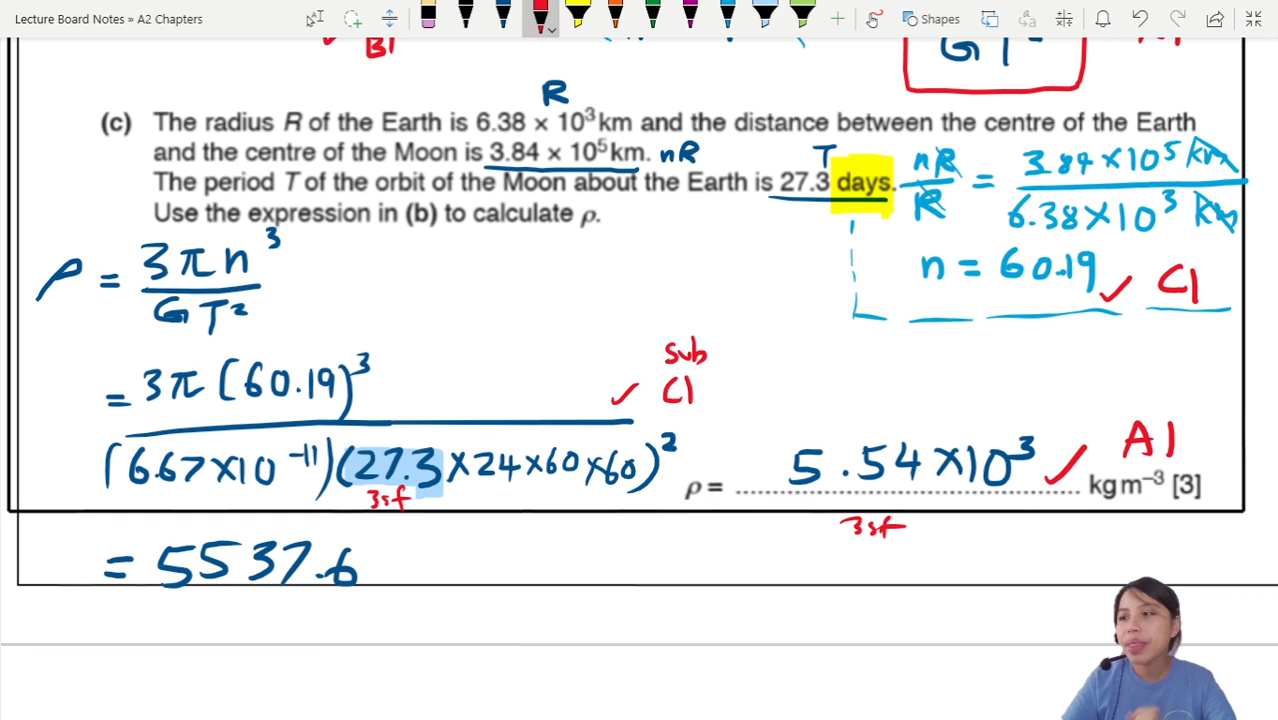 Lecture Board Notes » A2 Chapters
Shapes
B1
GT²
R
(c) The radius R of the Earth is 6.38 × 10³ km and the distance between the centre of the Earth
and the centre of the Moon is 3.84 × 10⁵ km. nR
T
The period T of the orbit of the Moon about the Earth is 27.3 days.
Use the expression in (b) to calculate ρ.
nR/R = 3.84×10⁵ km / 6.38×10³ km
n = 60.19 ✓ C1
ρ = 3πn³ / GT²
sub
= 3π(60.19)³ ✓ C1
(6.67×10⁻¹¹)(27.3×24×60×60)²
3sf
ρ = 5.54×10³ ✓ A1
kg m⁻³ [3]
3sf
= 5537.6